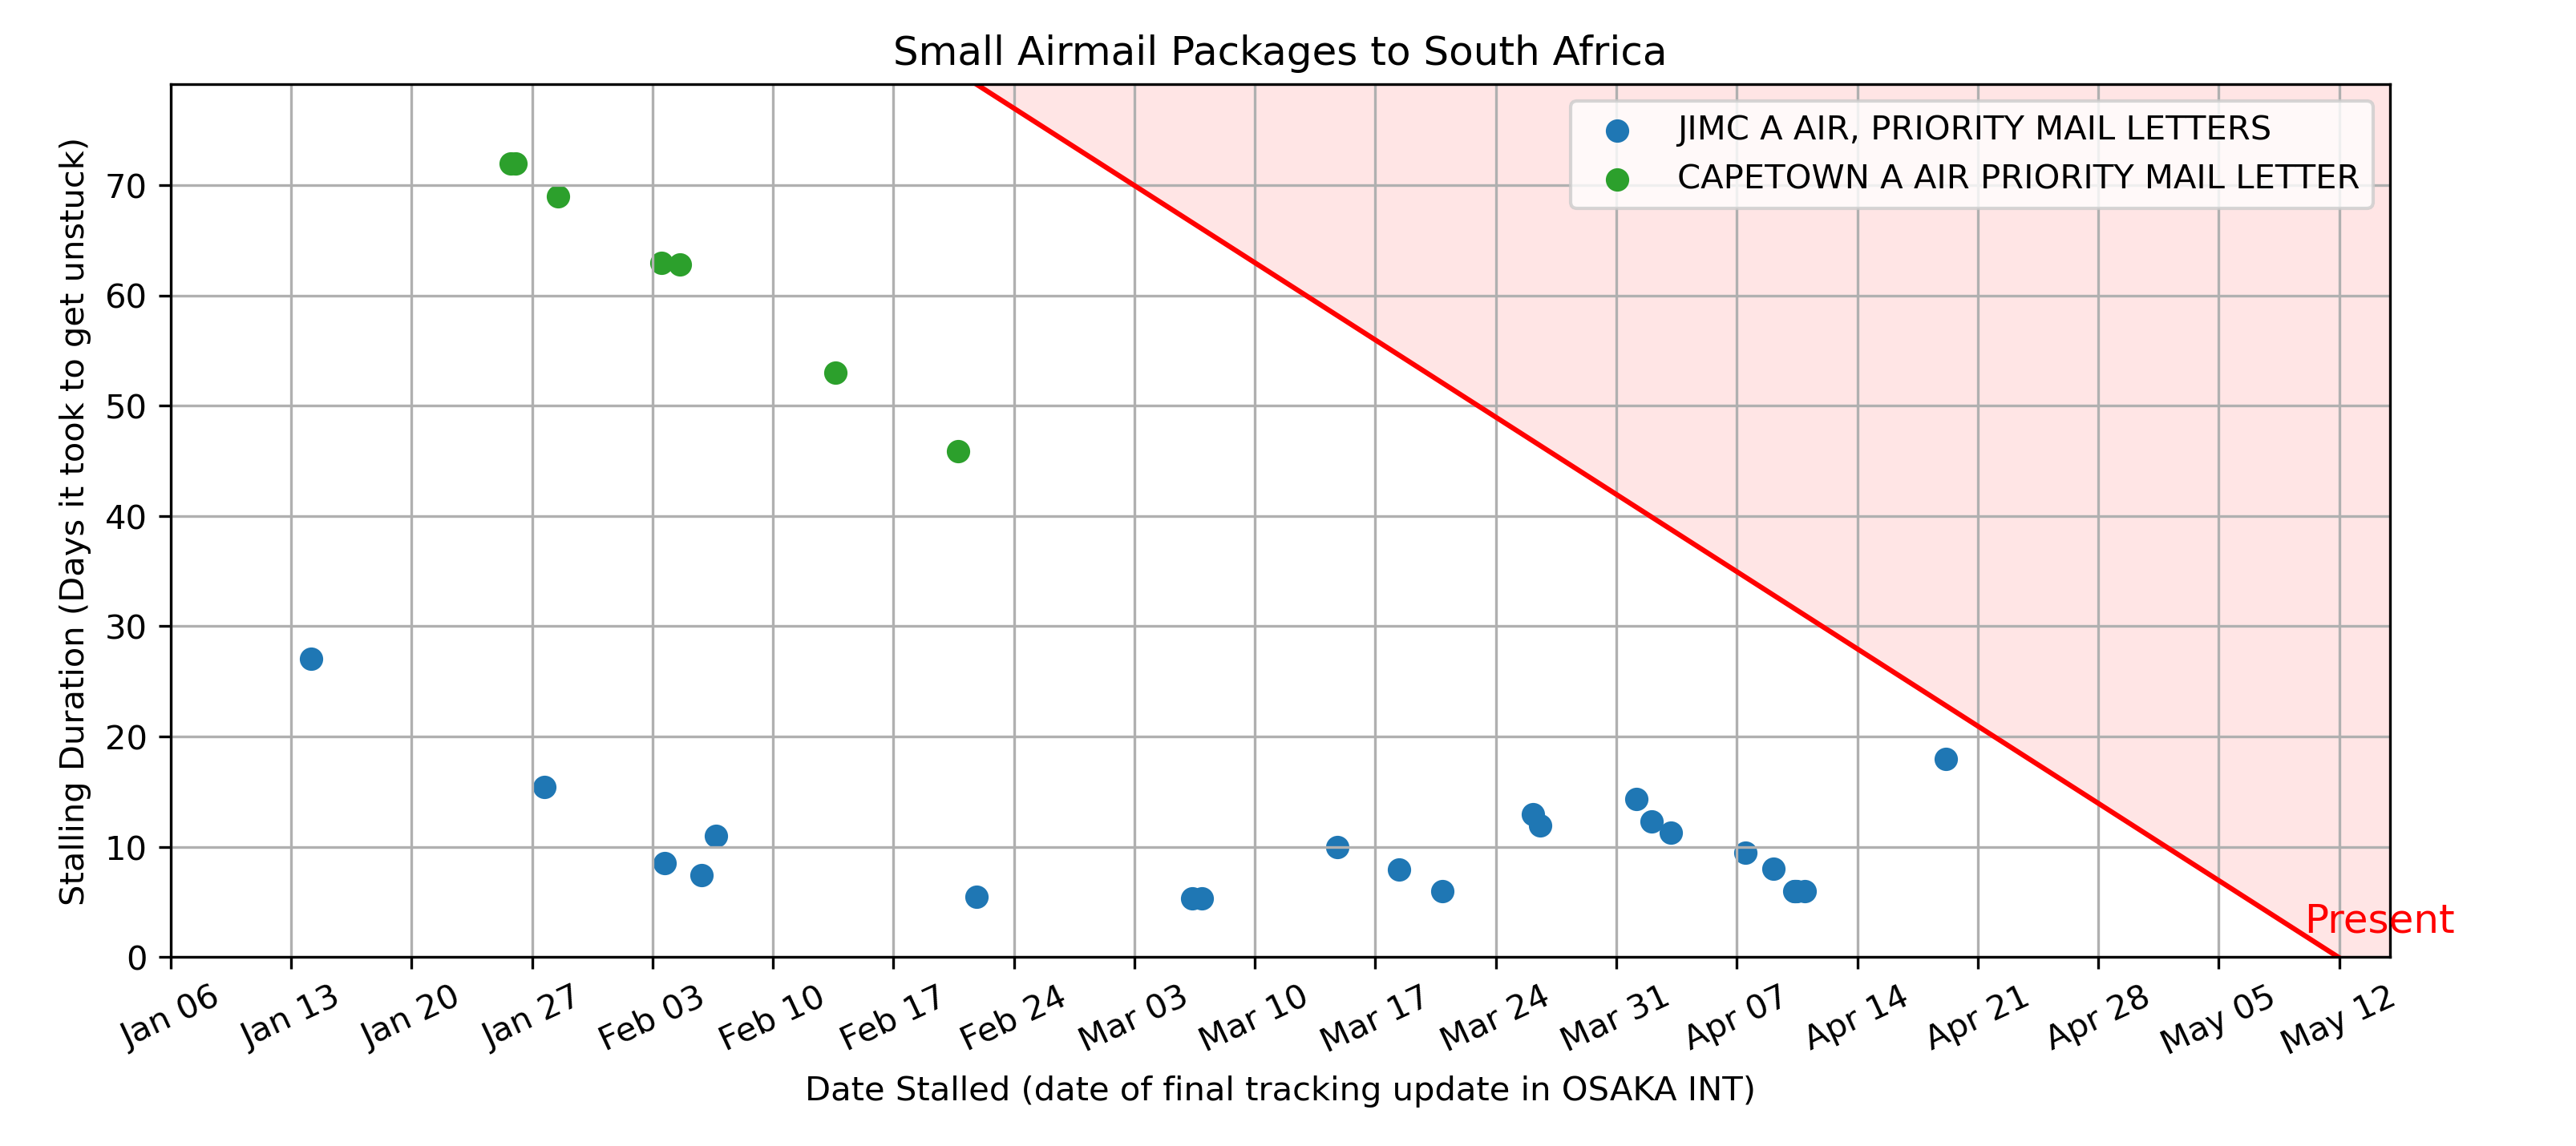 Small Airmail Packages to South Africa
JIMC A AIR, PRIORITY MAIL LETTERS
CAPETOWN A AIR PRIORITY MAIL LETTER
Stalling Duration (Days it took to get unstuck)
70
60
50
40
30
20
10
0
Present
Jan 06
Jan 13
Jan 20
Jan 27
Feb 03
Feb 10
Feb 17
Feb 24
Mar 03
Mar 10
Mar 17
Mar 24
Mar 31
Apr 07
Apr 14
Apr 21
Apr 28
May 05
May 12
Date Stalled (date of final tracking update in OSAKA INT)